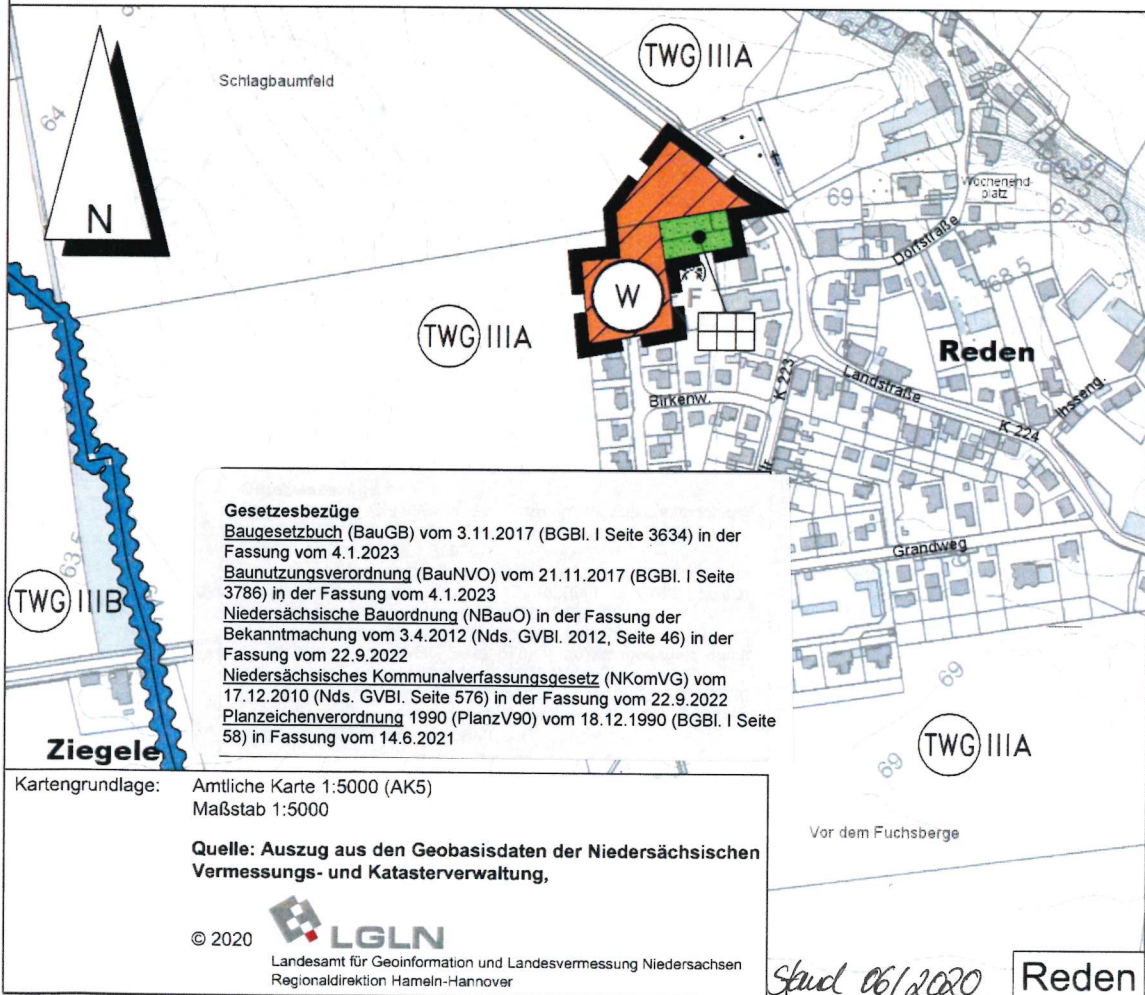 Schlagbaumfeld
TWG IIIA
64
N
Wochenend-
platz
69
67.5
Dorfstraße
68.5
W
F
TWG IIIA
Reden
Landstraße
K 223
Birkenw.
K 224
Grandweg
63.5
TWG IIIB
Ziegele
Gesetzesbezüge
Baugesetzbuch (BauGB) vom 3.11.2017 (BGBl. I Seite 3634) in der
Fassung vom 4.1.2023
Baunutzungsverordnung (BauNVO) vom 21.11.2017 (BGBl. I Seite
3786) in der Fassung vom 4.1.2023
Niedersächsische Bauordnung (NBauO) in der Fassung der
Bekanntmachung vom 3.4.2012 (Nds. GVBl. 2012, Seite 46) in der
Fassung vom 22.9.2022
Niedersächsisches Kommunalverfassungsgesetz (NKomVG) vom
17.12.2010 (Nds. GVBl. Seite 576) in der Fassung vom 22.9.2022
Planzeichenverordnung 1990 (PlanzV90) vom 18.12.1990 (BGBl. I Seite
58) in Fassung vom 14.6.2021
69
TWG IIIA
69
Vor dem Fuchsberge
Kartengrundlage: Amtliche Karte 1:5000 (AK5)
Maßstab 1:5000
Quelle: Auszug aus den Geobasisdaten der Niedersächsischen
Vermessungs- und Katasterverwaltung,
© 2020 LGLN
Landesamt für Geoinformation und Landesvermessung Niedersachsen
Regionaldirektion Hameln-Hannover
Stand 06/2020
Reden